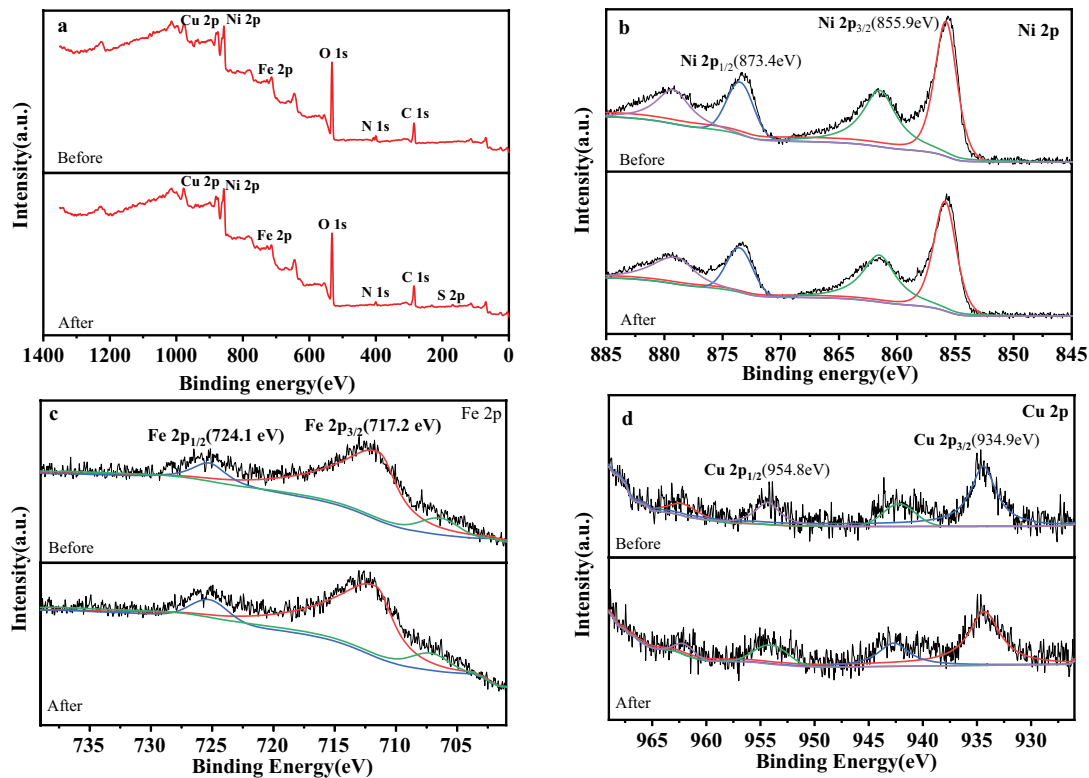 a
Cu 2p
Ni 2p
Fe 2p
O 1s
N 1s
C 1s
Before
Cu 2p
Ni 2p
Fe 2p
O 1s
N 1s
C 1s
S 2p
After
1400 1200 1000 800 600 400 200 0
Binding energy(eV)
Intensity(a.u.)
b
Ni 2p3/2(855.9eV)
Ni 2p
Ni 2p1/2(873.4eV)
Before
After
885 880 875 870 865 860 855 850 845
Binding energy(eV)
Intensity(a.u.)
c
Fe 2p
Fe 2p1/2(724.1 eV)
Fe 2p3/2(717.2 eV)
Before
After
735 730 725 720 715 710 705
Binding Energy(eV)
Intensity(a.u.)
d
Cu 2p
Cu 2p3/2(934.9eV)
Cu 2p1/2(954.8eV)
Before
After
965 960 955 950 945 940 935 930
Binding Energy(eV)
Intensity(a.u.)